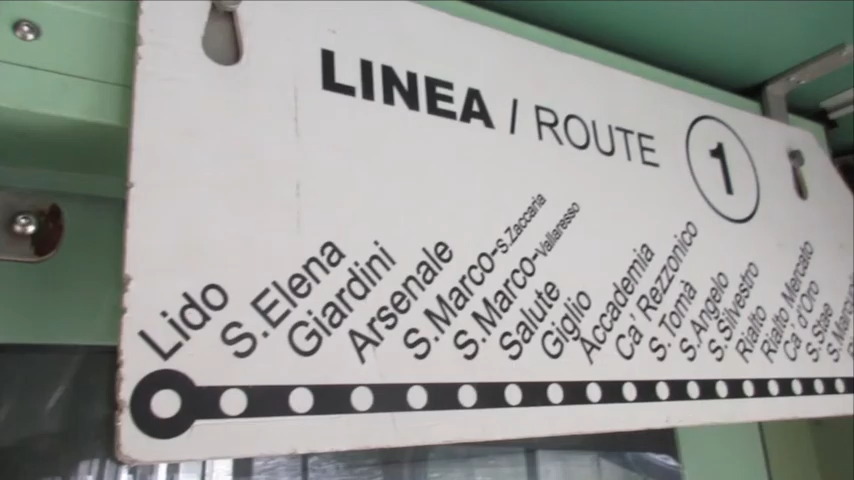 LINEA / ROUTE 1
Lido
S.Elena
Giardini
Arsenale
S.Marco-S.Zaccaria
S.Marco-Vallaresso
Salute
Giglio
Accademia
Ca' Rezzonico
S.Tomà
S.Angelo
S.Silvestro
Rialto
Rialto Mercato
Ca' d'Oro
S.Stae